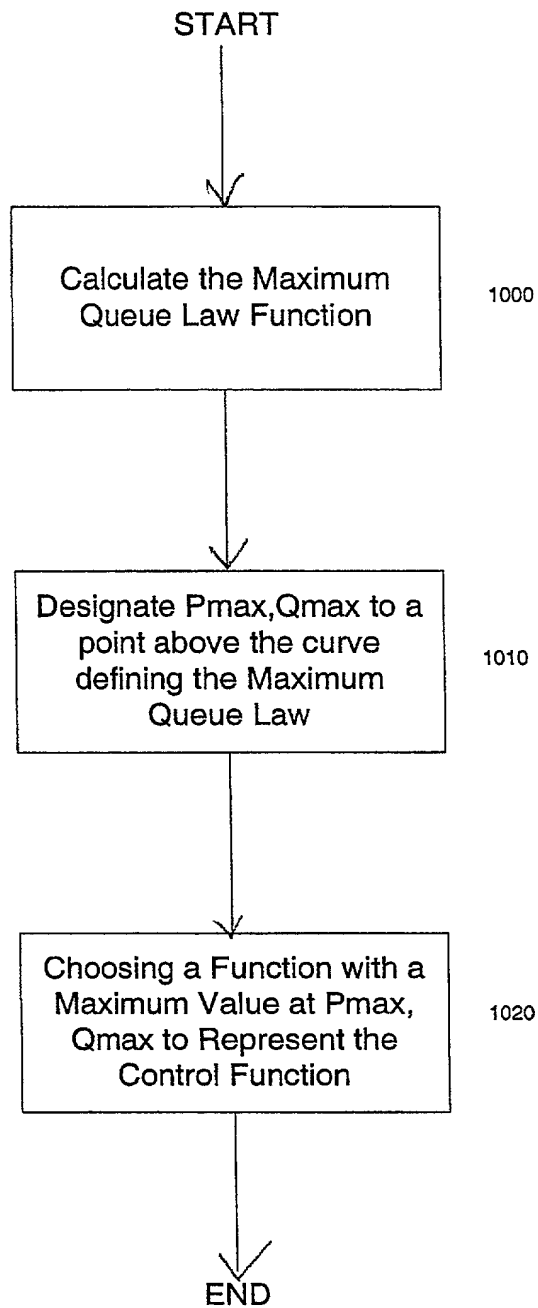 START
Calculate the Maximum
Queue Law Function
1000
Designate Pmax,Qmax to a
point above the curve
defining the Maximum
Queue Law
1010
Choosing a Function with a
Maximum Value at Pmax,
Qmax to Represent the
Control Function
1020
END